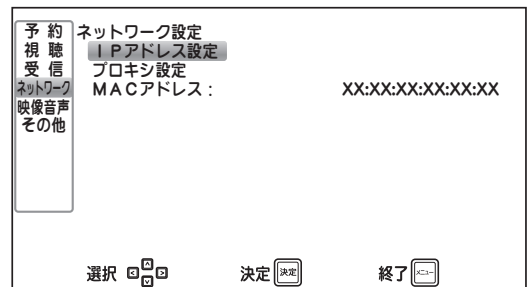 予 約
視 聴
受 信
ネットワーク
映像音声
その他
ネットワーク設定
ＩＰアドレス設定
プロキシ設定
ＭＡＣアドレス： XX:XX:XX:XX:XX:XX
選択 決定 決定 終了 メニュー